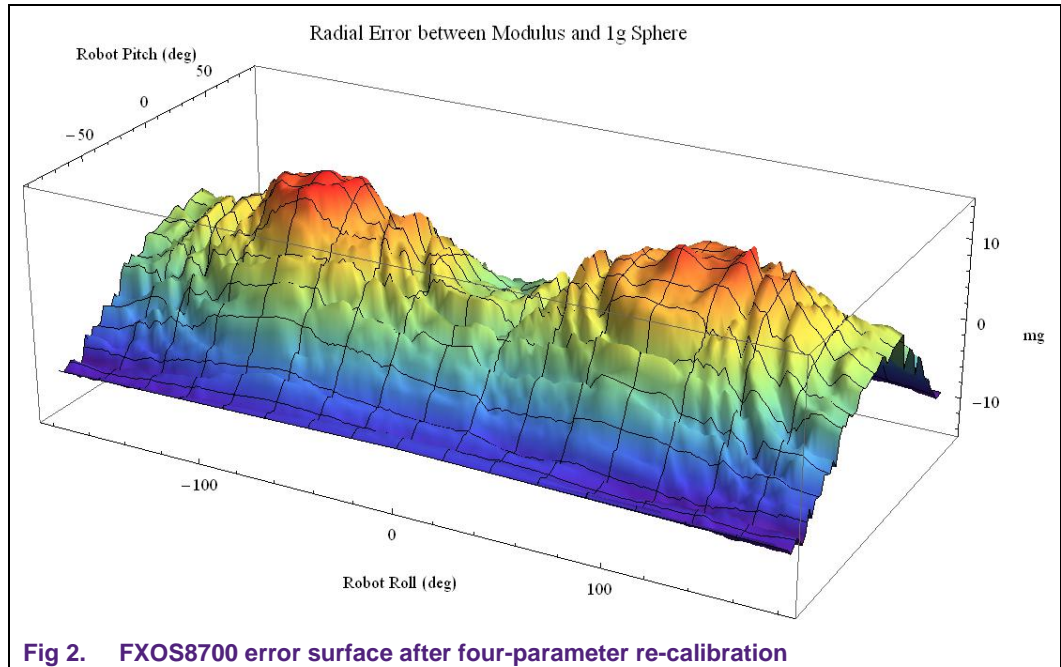 Radial Error between Modulus and 1g Sphere
Robot Pitch (deg)
50
0
−50
10
0
mg
−10
−100
0
100
Robot Roll (deg)
Fig 2. FXOS8700 error surface after four-parameter re-calibration